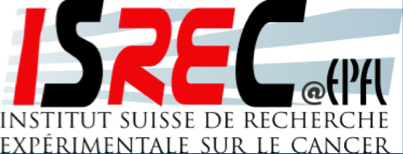 ISREC @EPFL
INSTITUT SUISSE DE RECHERCHE
EXPÉRIMENTALE SUR LE CANCER